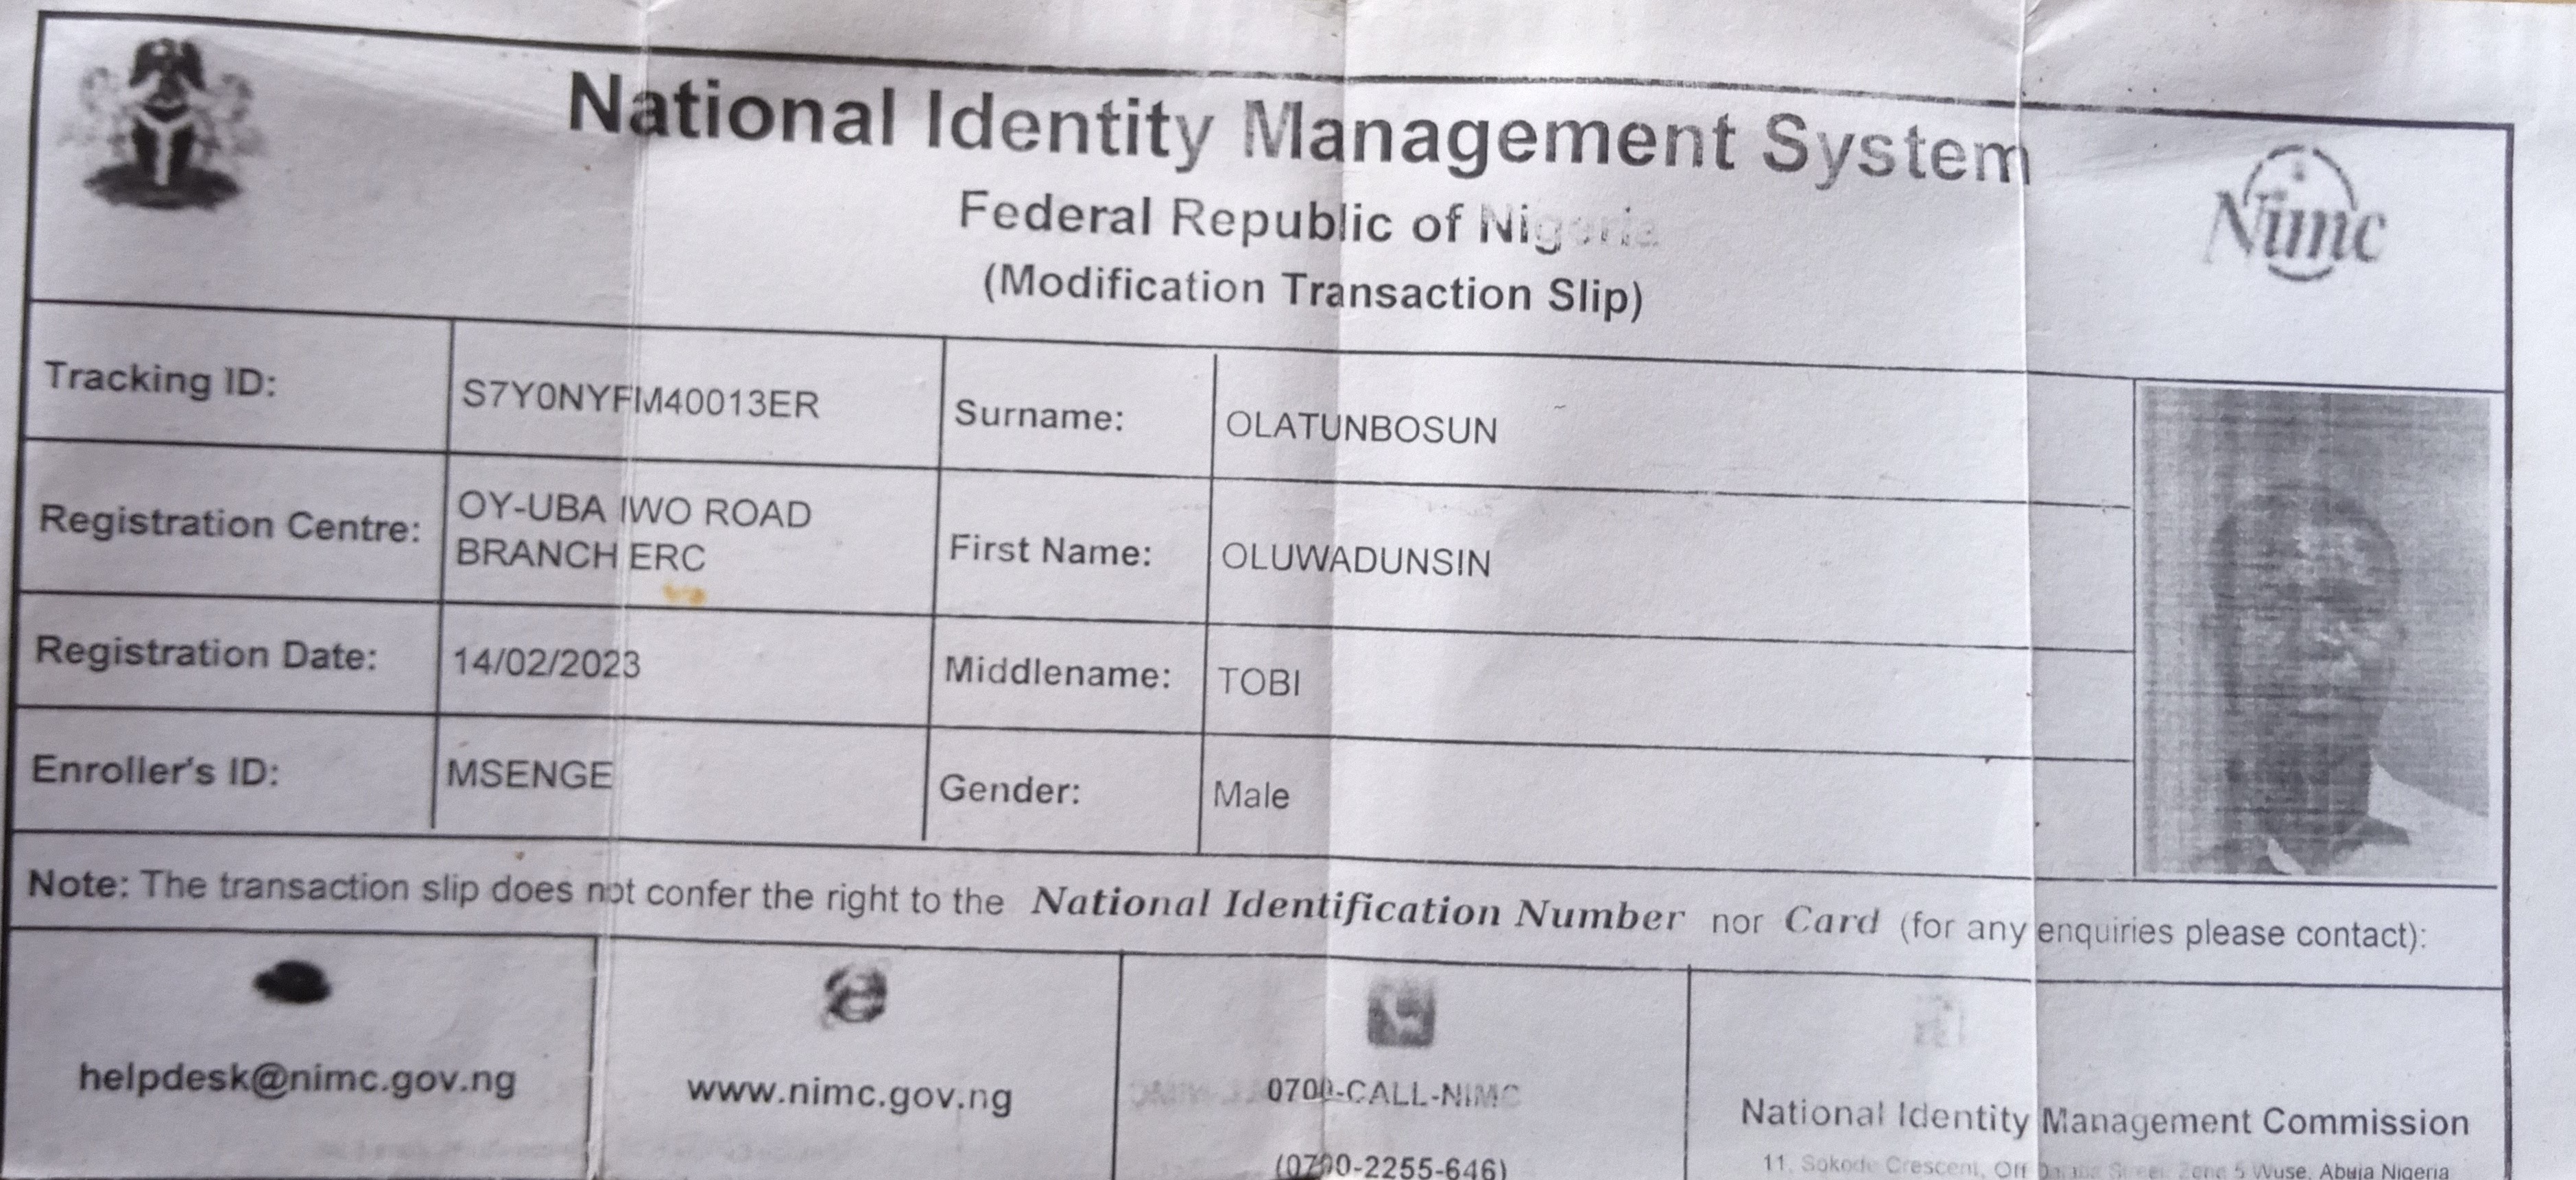 National Identity Management System
Federal Republic of Nigeria
(Modification Transaction Slip)
Nimc
Tracking ID: S7Y0NYFM40013ER Surname: OLATUNBOSUN
Registration Centre: OY-UBA IWO ROAD BRANCH ERC First Name: OLUWADUNSIN
Registration Date: 14/02/2023 Middlename: TOBI
Enroller's ID: MSENGE Gender: Male
Note: The transaction slip does not confer the right to the National Identification Number nor Card (for any enquiries please contact):
helpdesk@nimc.gov.ng
www.nimc.gov.ng
0700-CALL-NIMC
(0700-2255-646)
National Identity Management Commission
11, Sokode Crescent, Off Street, Zone 5 Wuse, Abuja Nigeria